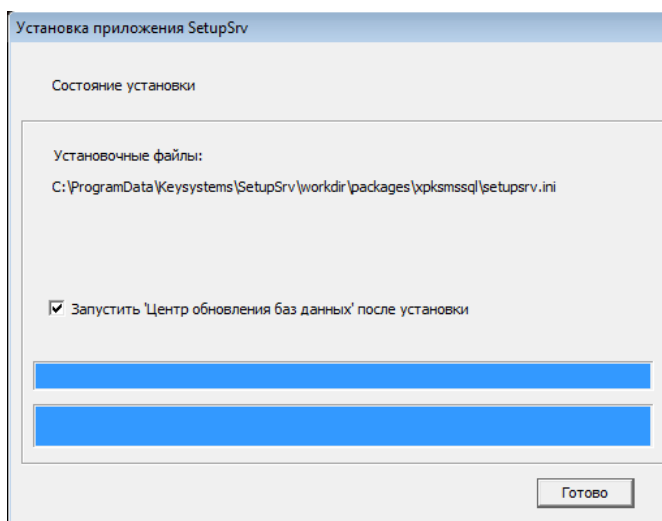 Установка приложения SetupSrv
Состояние установки
Установочные файлы:
C:\ProgramData\Keysystems\SetupSrv\workdir\packages\xpksmssql\setupsrv.ini
Запустить 'Центр обновления баз данных' после установки
Готово